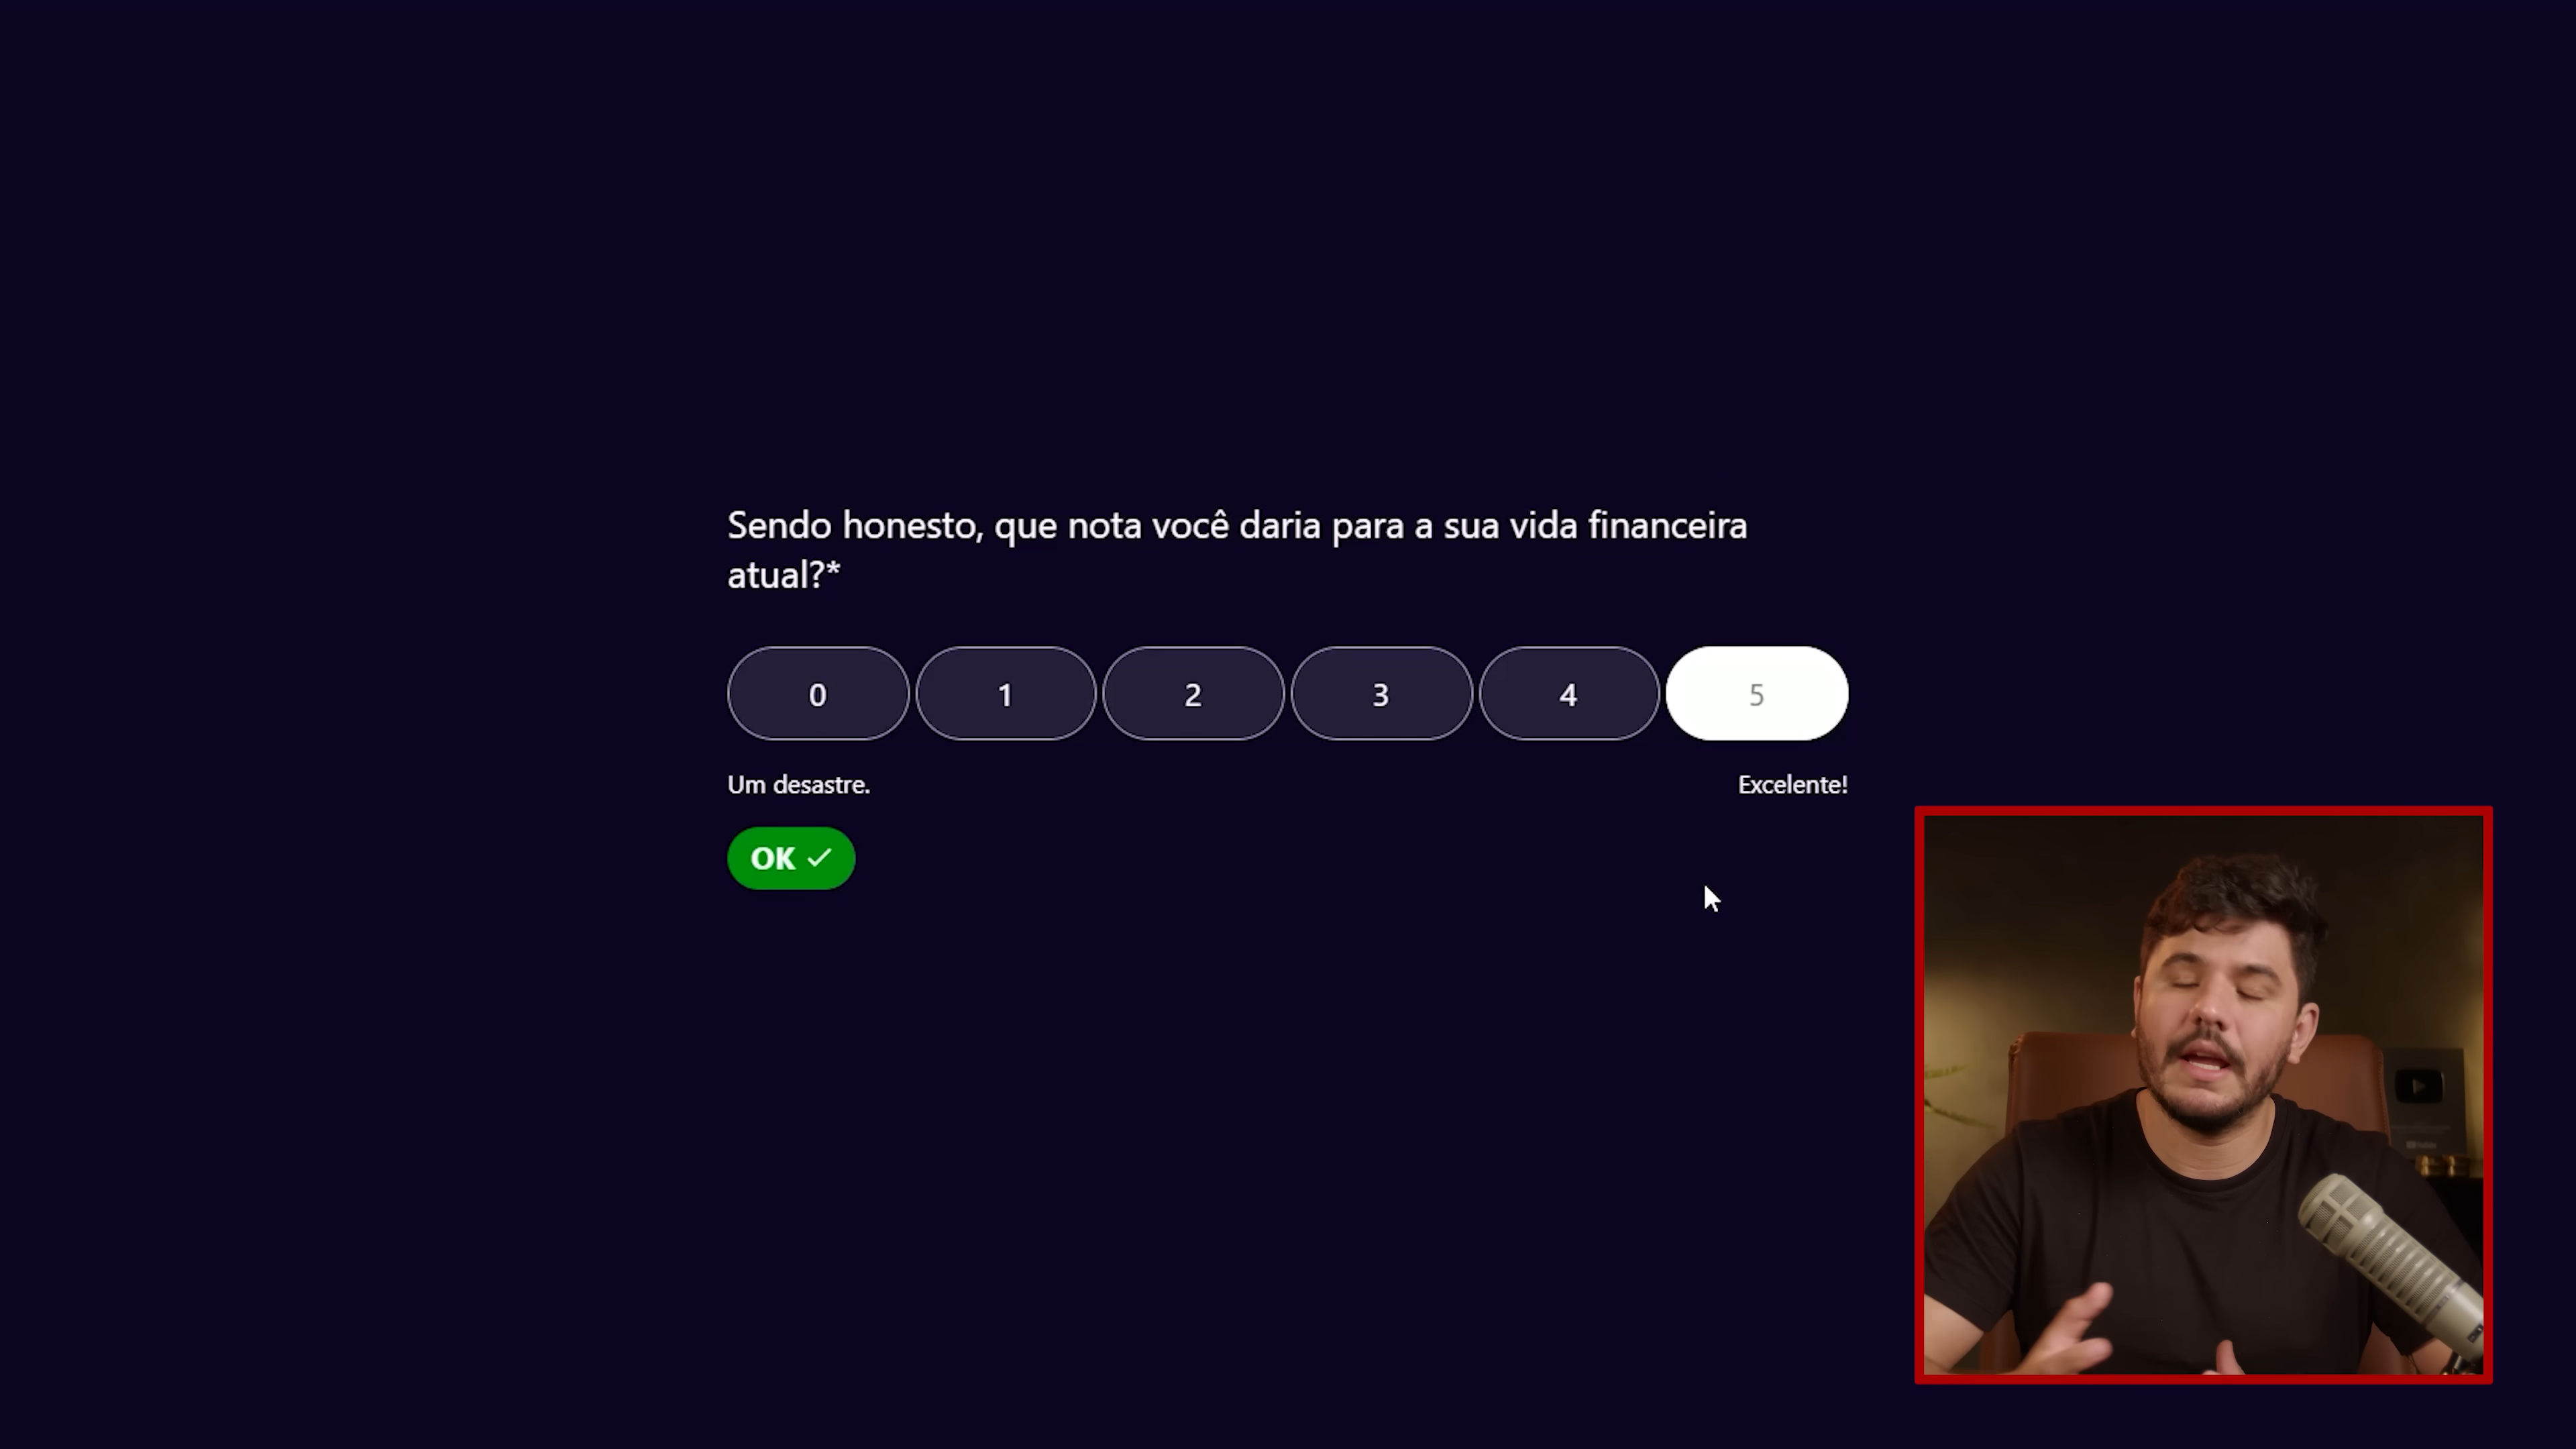 Sendo honesto, que nota você daria para a sua vida financeira
atual?*
0 1 2 3 4 5
Um desastre. Excelente!
OK